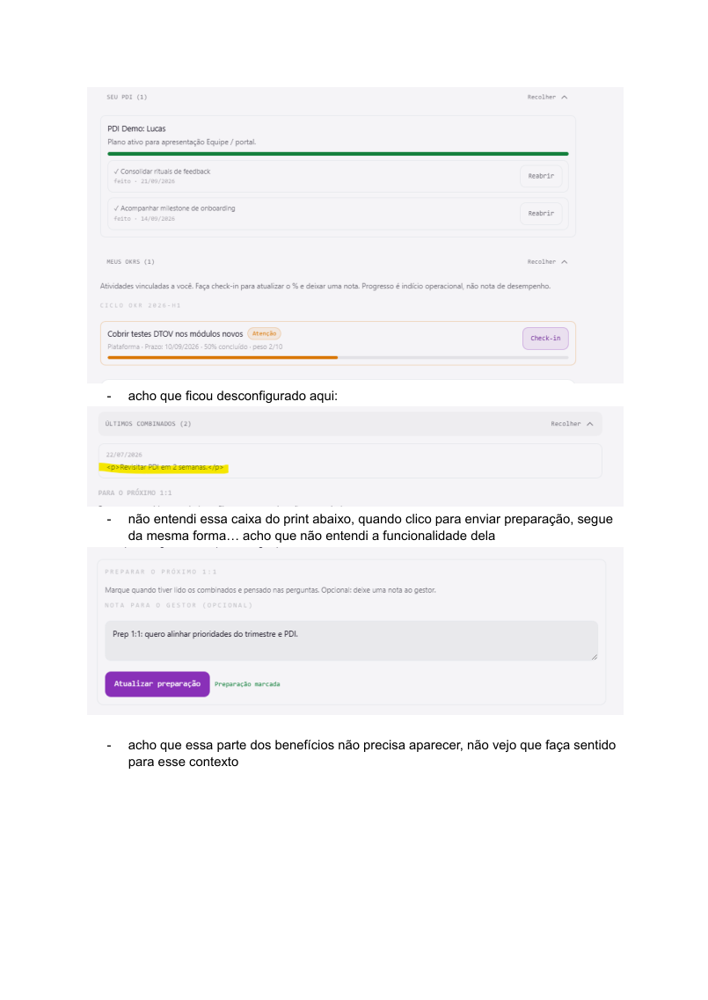 SEU PDI (1)
Recolher
PDI Demo: Lucas
Plano ativo para apresentação Equipe / portal.
✓ Consolidar rituais de feedback
feito · 21/09/2026
Reabrir
✓ Acompanhar milestone de onboarding
feito · 14/09/2026
Reabrir
MEUS OKRS (1)
Recolher
Atividades vinculadas a você. Faça check-in para atualizar o % e deixar uma nota. Progresso é indício operacional, não nota de desempenho.
CICLO OKR 2026-H1
Cobrir testes DTOV nos módulos novos
Atenção
Plataforma · Prazo: 10/09/2026 · 50% concluído · peso 2/10
Check-in
- acho que ficou desconfigurado aqui:
ÚLTIMOS COMBINADOS (2)
Recolher
22/07/2026
<p>Revisitar PDI em 2 semanas.</p>
PARA O PRÓXIMO 1:1
- não entendi essa caixa do print abaixo, quando clico para enviar preparação, segue
da mesma forma… acho que não entendi a funcionalidade dela
PREPARAR O PRÓXIMO 1:1
Marque quando tiver lido os combinados e pensado nas perguntas. Opcional: deixe uma nota ao gestor.
NOTA PARA O GESTOR (OPCIONAL)
Prep 1:1: quero alinhar prioridades do trimestre e PDI.
Atualizar preparação
Preparação marcada
- acho que essa parte dos benefícios não precisa aparecer, não vejo que faça sentido
para esse contexto